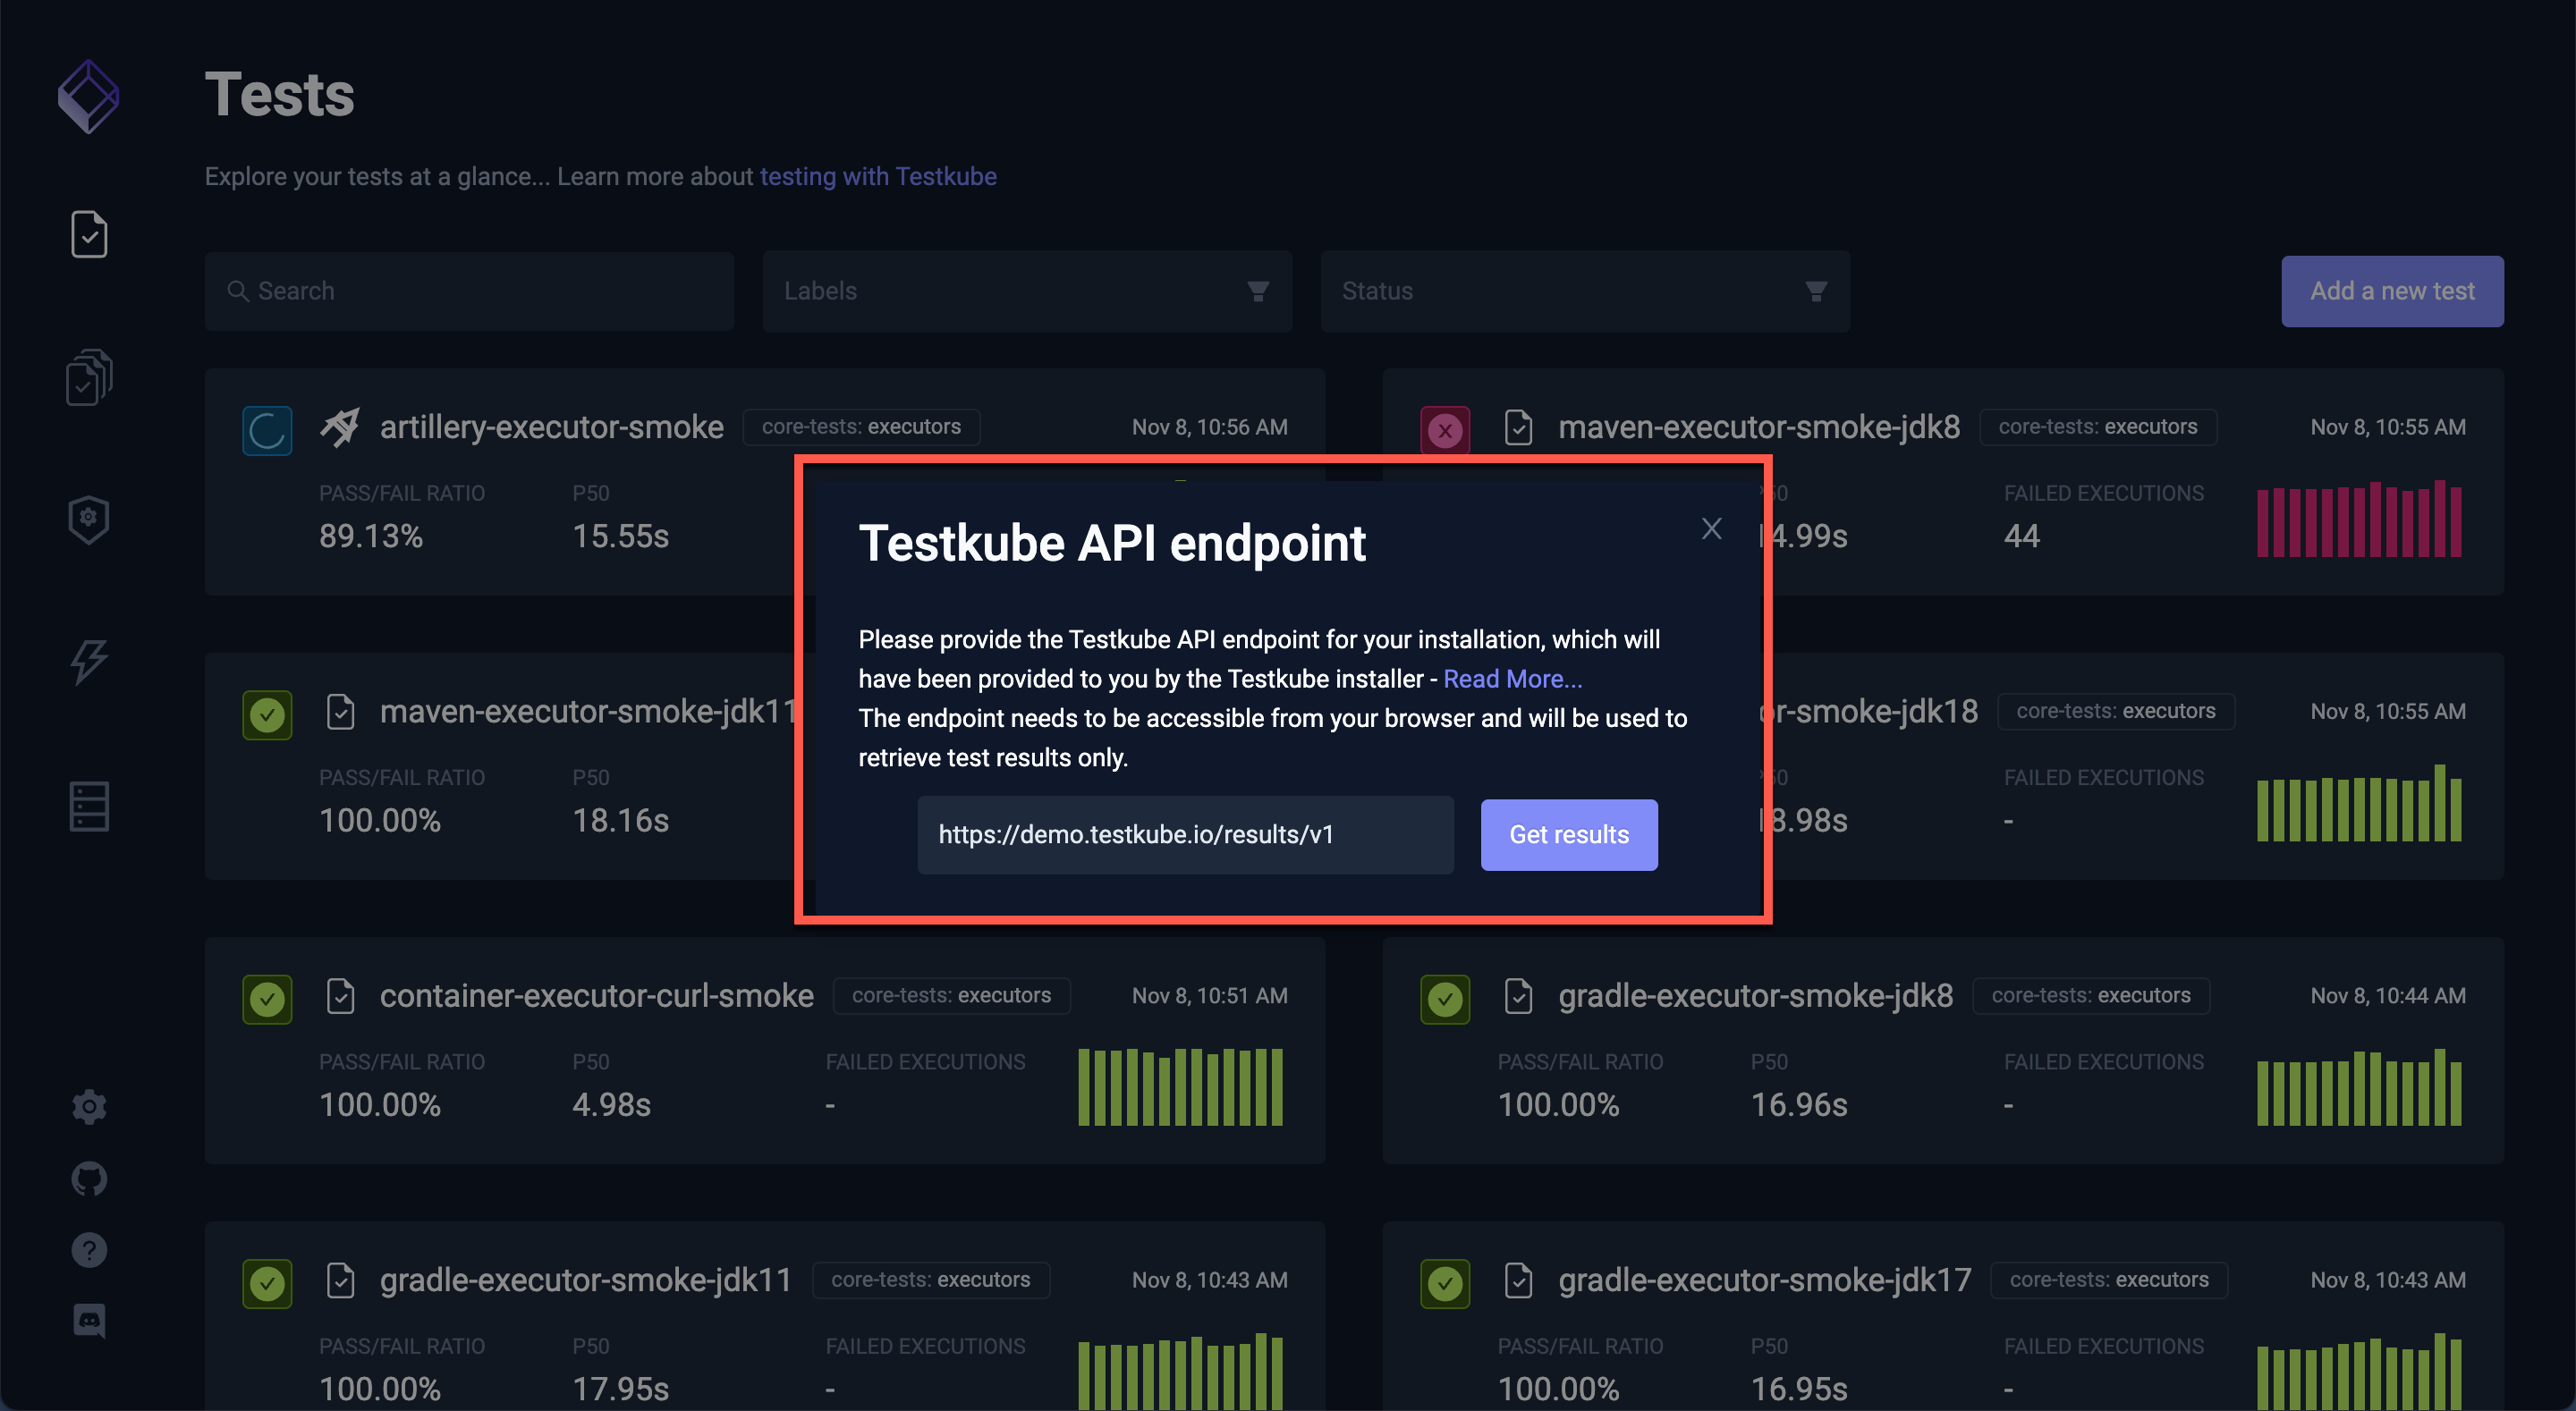 Tests
Explore your tests at a glance... Learn more about testing with Testkube
Search
Labels
Status
Add a new test
artillery-executor-smoke
core-tests: executors
Nov 8, 10:56 AM
PASS/FAIL RATIO
P50
89.13%
15.55s
maven-executor-smoke-jdk8
core-tests: executors
Nov 8, 10:55 AM
FAILED EXECUTIONS
4.99s
44
Testkube API endpoint
Please provide the Testkube API endpoint for your installation, which will
have been provided to you by the Testkube installer - Read More...
The endpoint needs to be accessible from your browser and will be used to
retrieve test results only.
https://demo.testkube.io/results/v1
Get results
maven-executor-smoke-jdk11
PASS/FAIL RATIO
P50
100.00%
18.16s
or-smoke-jdk18
core-tests: executors
Nov 8, 10:55 AM
FAILED EXECUTIONS
8.98s
-
container-executor-curl-smoke
core-tests: executors
Nov 8, 10:51 AM
PASS/FAIL RATIO
P50
FAILED EXECUTIONS
100.00%
4.98s
-
gradle-executor-smoke-jdk8
core-tests: executors
Nov 8, 10:44 AM
PASS/FAIL RATIO
P50
FAILED EXECUTIONS
100.00%
16.96s
-
gradle-executor-smoke-jdk11
core-tests: executors
Nov 8, 10:43 AM
PASS/FAIL RATIO
P50
FAILED EXECUTIONS
100.00%
17.95s
-
gradle-executor-smoke-jdk17
core-tests: executors
Nov 8, 10:43 AM
PASS/FAIL RATIO
P50
FAILED EXECUTIONS
100.00%
16.95s
-